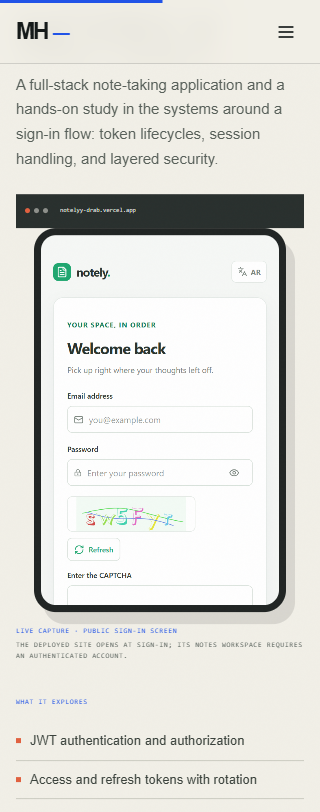 MH
A full-stack note-taking application and a
hands-on study in the systems around a
sign-in flow: token lifecycles, session
handling, and layered security.
notelyy-drab.vercel.app
notely.
AR
YOUR SPACE, IN ORDER
Welcome back
Pick up right where your thoughts left off.
Email address
you@example.com
Password
Enter your password
Refresh
Enter the CAPTCHA
LIVE CAPTURE · PUBLIC SIGN-IN SCREEN
THE DEPLOYED SITE OPENS AT SIGN-IN; ITS NOTES WORKSPACE REQUIRES
AN AUTHENTICATED ACCOUNT.
WHAT IT EXPLORES
JWT authentication and authorization
Access and refresh tokens with rotation